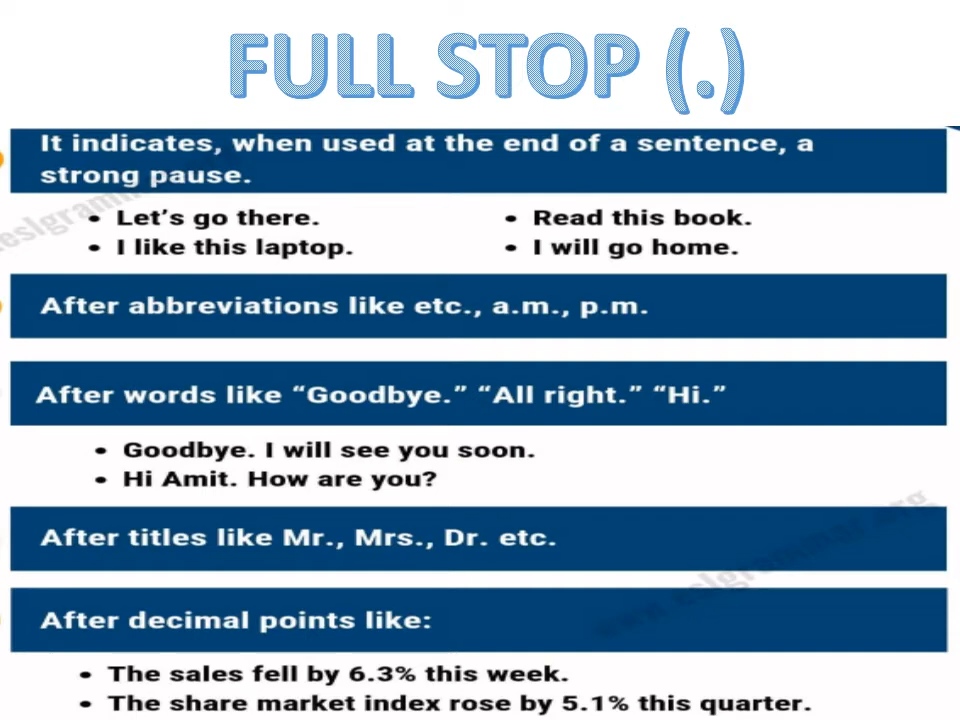 FULL STOP (.)
It indicates, when used at the end of a sentence, a
strong pause.
• Let's go there.
• I like this laptop.
• Read this book.
• I will go home.
After abbreviations like etc., a.m., p.m.
After words like “Goodbye.” “All right.” “Hi.”
• Goodbye. I will see you soon.
• Hi Amit. How are you?
After titles like Mr., Mrs., Dr. etc.
www.eslgrammar.org
After decimal points like:
• The sales fell by 6.3% this week.
• The share market index rose by 5.1% this quarter.